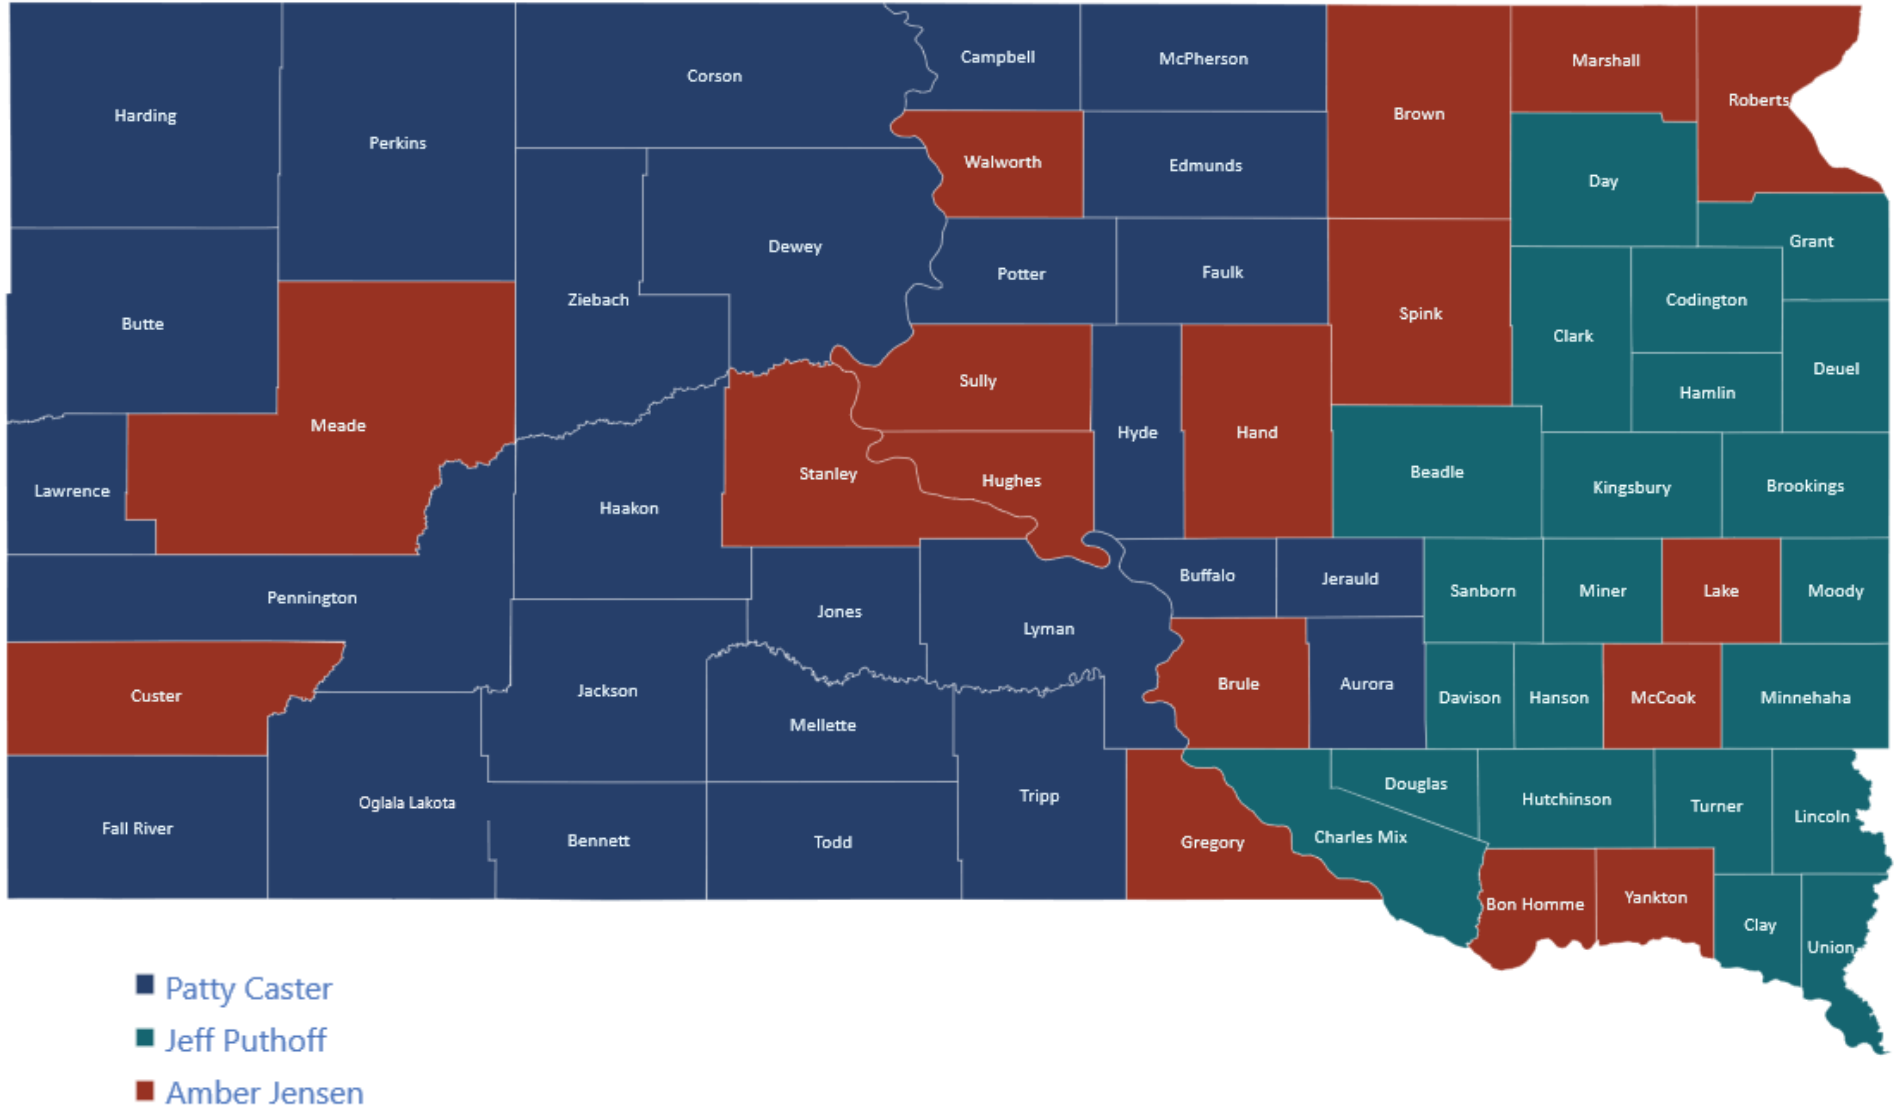 Harding
Perkins
Corson
Campbell
McPherson
Brown
Marshall
Roberts
Walworth
Edmunds
Day
Dewey
Ziebach
Potter
Faulk
Grant
Butte
Spink
Codington
Clark
Deuel
Hamlin
Meade
Sully
Hyde
Hand
Lawrence
Haakon
Stanley
Hughes
Beadle
Kingsbury
Brookings
Pennington
Jones
Lyman
Buffalo
Jerauld
Sanborn
Miner
Lake
Moody
Custer
Jackson
Mellette
Brule
Aurora
Davison
Hanson
McCook
Minnehaha
Fall River
Oglala Lakota
Bennett
Todd
Tripp
Gregory
Charles Mix
Douglas
Hutchinson
Turner
Lincoln
Bon Homme
Yankton
Clay
Union
Patty Caster
Jeff Puthoff
Amber Jensen